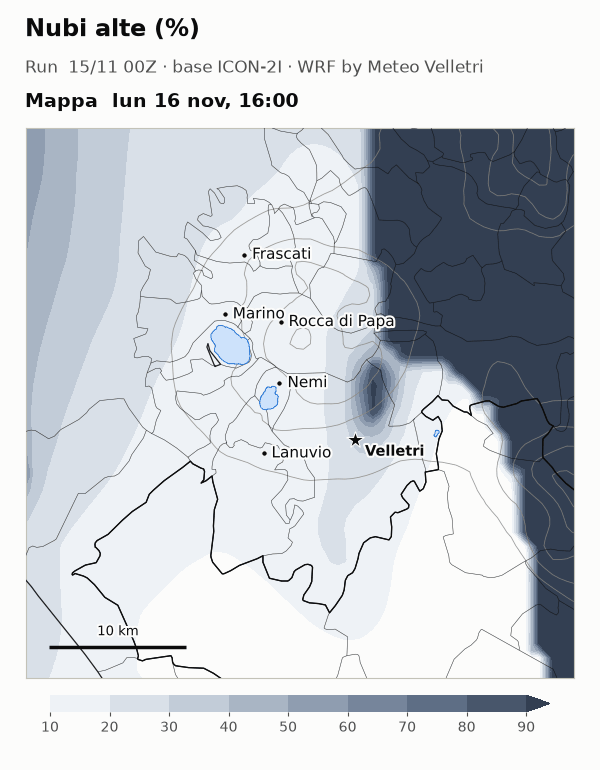 Nubi alte (%)
Run  15/11 00Z · base ICON-2I · WRF by Meteo Velletri
Mappa  lun 16 nov, 16:00
Frascati
Marino
Rocca di Papa
Nemi
Velletri
Lanuvio
10 km
10 20 30 40 50 60 70 80 90